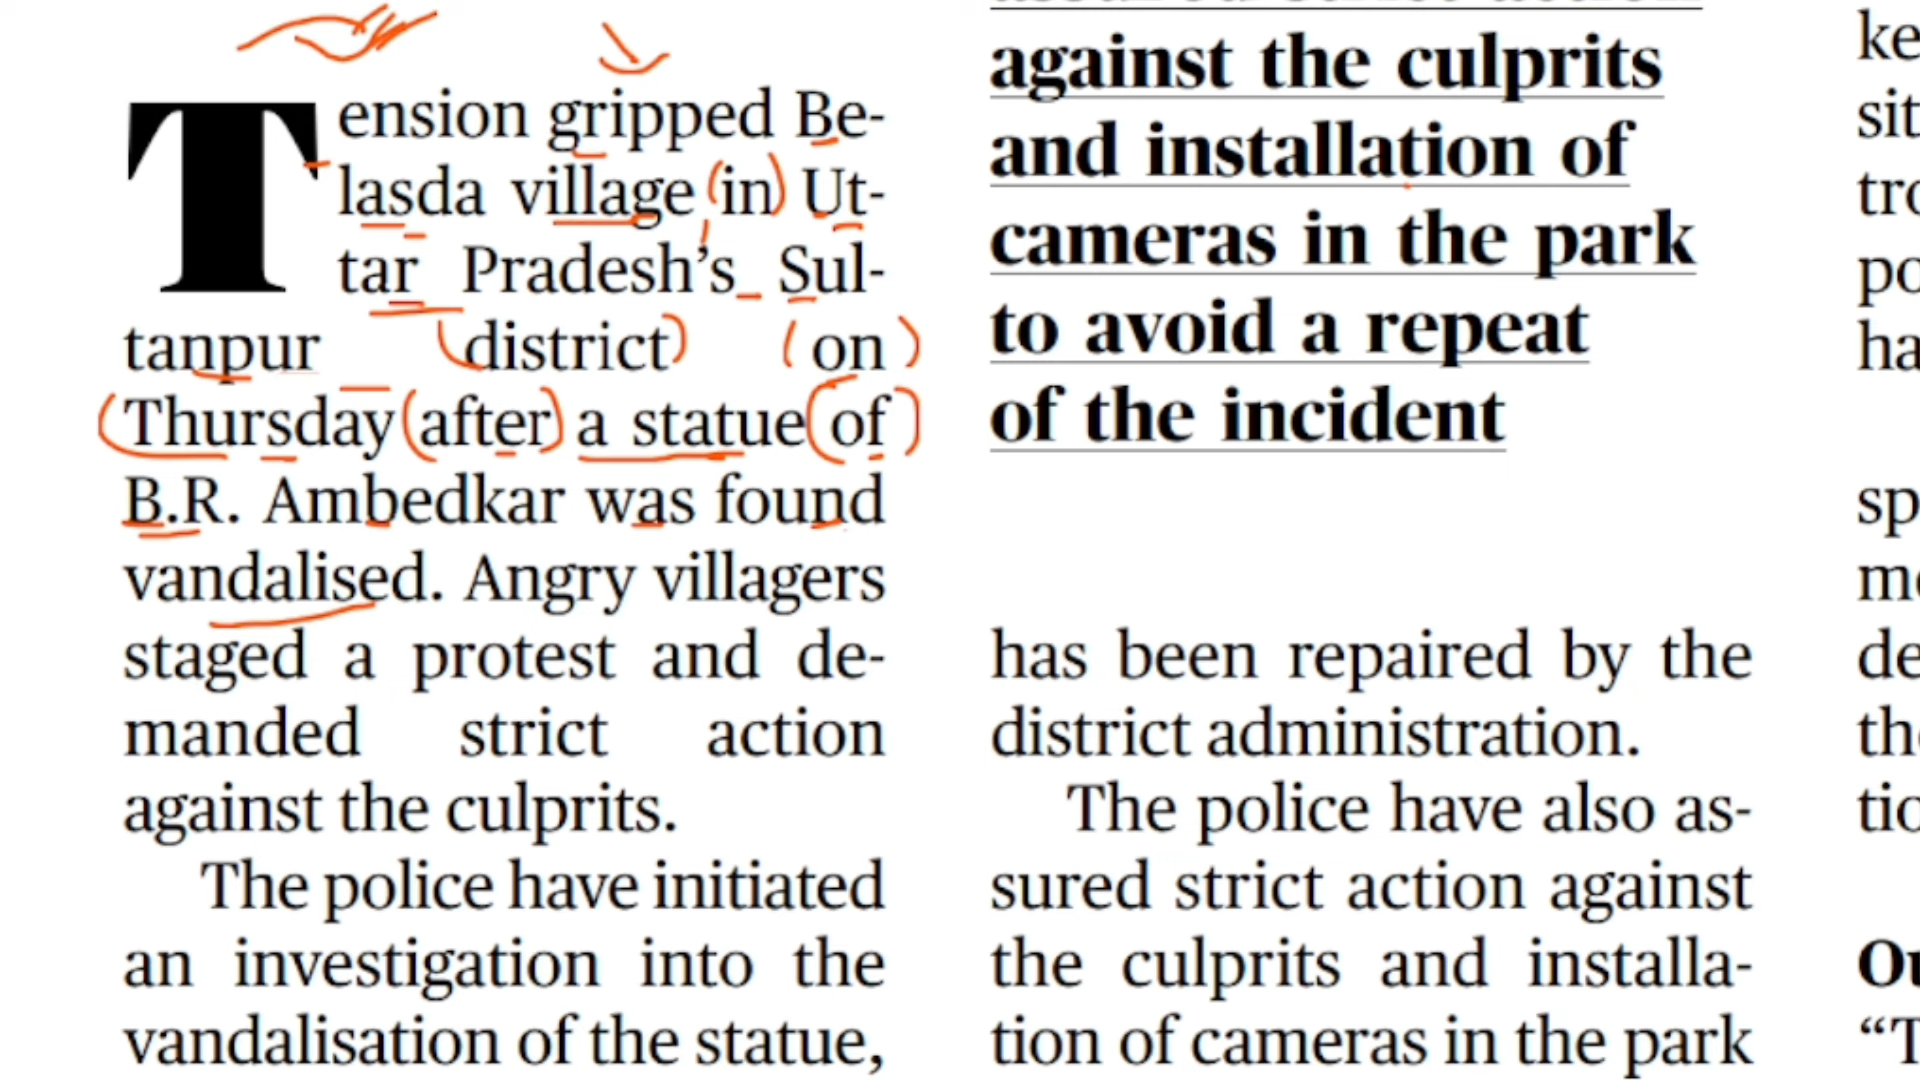 Tension gripped Be-
lasda village in Ut-
tar Pradesh’s Sul-
tanpur district on
Thursday after a statue of
B.R. Ambedkar was found
vandalised. Angry villagers
staged a protest and de-
manded strict action
against the culprits.
The police have initiated
an investigation into the
vandalisation of the statue,
against the culprits
and installation of
cameras in the park
to avoid a repeat
of the incident
has been repaired by the
district administration.
The police have also as-
sured strict action against
the culprits and installa-
tion of cameras in the park